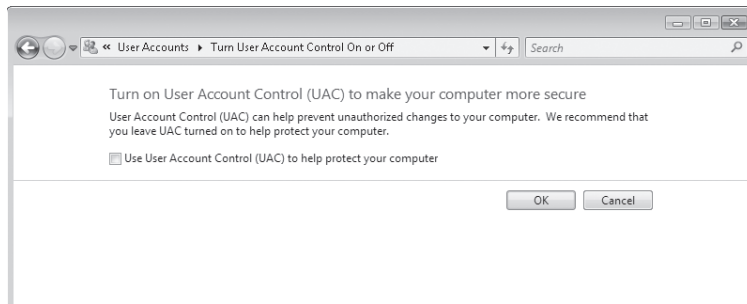 « User Accounts ▸ Turn User Account Control On or Off
Search
Turn on User Account Control (UAC) to make your computer more secure
User Account Control (UAC) can help prevent unauthorized changes to your computer. We recommend that
you leave UAC turned on to help protect your computer.
Use User Account Control (UAC) to help protect your computer
OK
Cancel